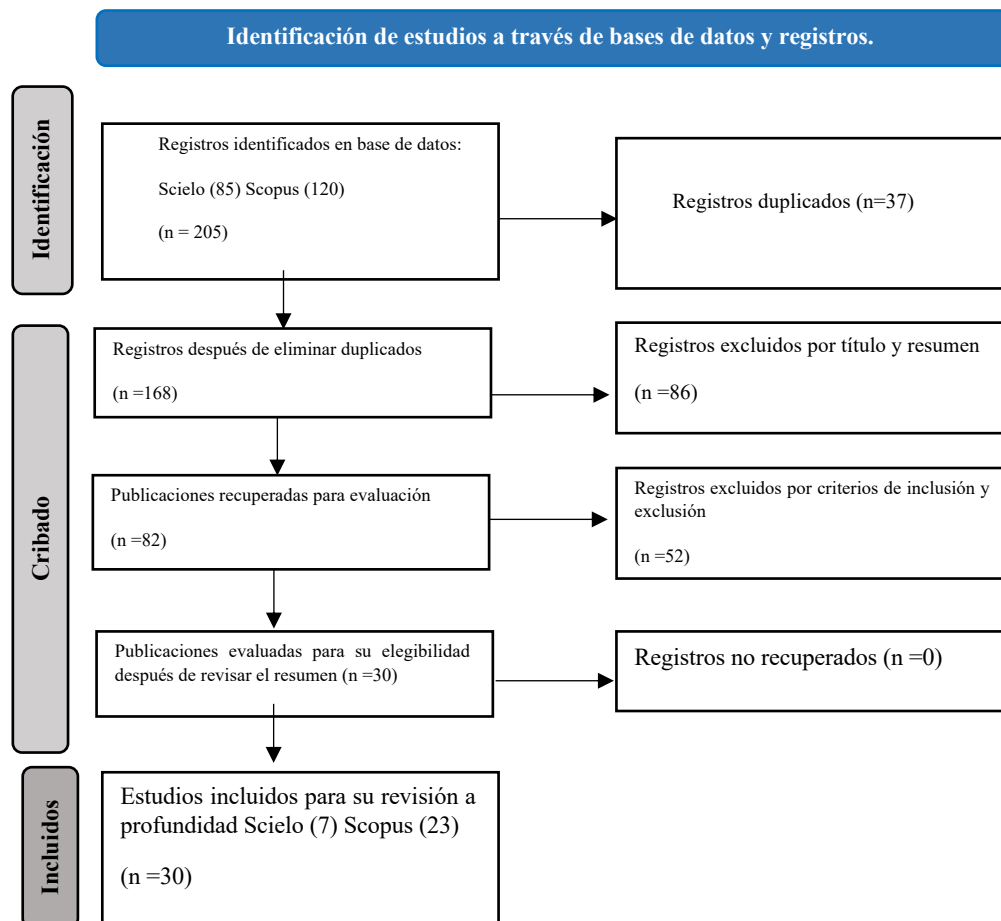 Identificación de estudios a través de bases de datos y registros.
Identificación
Registros identificados en base de datos:
Scielo (85) Scopus (120)
(n = 205)
Registros duplicados (n=37)
Cribado
Registros después de eliminar duplicados
(n =168)
Registros excluidos por título y resumen
(n =86)
Publicaciones recuperadas para evaluación
(n =82)
Registros excluidos por criterios de inclusión y
exclusión
(n =52)
Publicaciones evaluadas para su elegibilidad
después de revisar el resumen (n =30)
Registros no recuperados (n =0)
Incluidos
Estudios incluidos para su revisión a
profundidad Scielo (7) Scopus (23)
(n =30)